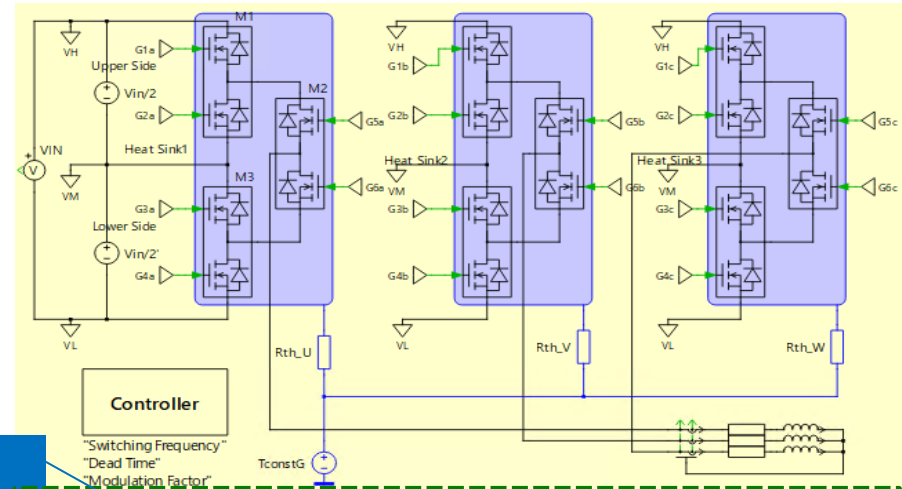 M1
VH
VH
VH
G1a
G1b
G1c
Upper Side
Vin/2
M2
G2a
G5a
G2b
G5b
G2c
G5c
VIN
V
Heat Sink1
Heat Sink2
Heat Sink3
VM
M3
VM
VM
G6a
G6b
G6c
G3a
G3b
G3c
Lower Side
Vin/2'
G4a
G4b
G4c
VL
VL
VL
Rth_U
Rth_V
Rth_W
Controller
"Switching Frequency"
"Dead Time"
"Modulation Factor"
TconstG